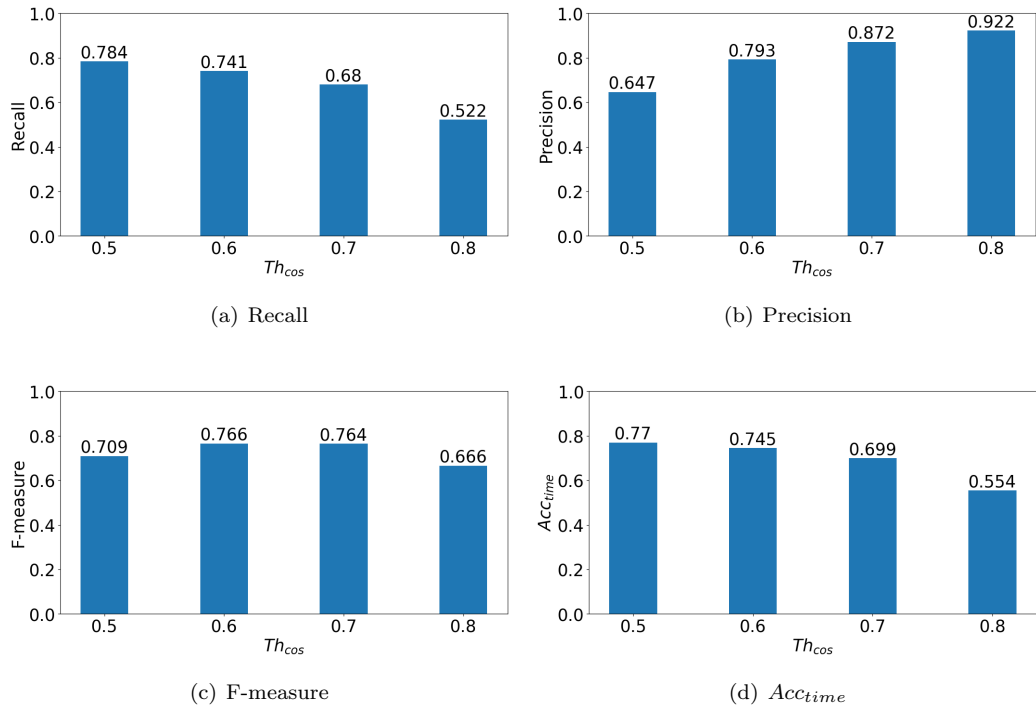 1.0
0.8
0.6
0.4
0.2
0.0
Recall
0.784
0.741
0.68
0.522
0.5 0.6 0.7 0.8
Th_cos
(a) Recall
1.0
0.8
0.6
0.4
0.2
0.0
Precision
0.647
0.793
0.872
0.922
0.5 0.6 0.7 0.8
Th_cos
(b) Precision
1.0
0.8
0.6
0.4
0.2
0.0
F-measure
0.709
0.766
0.764
0.666
0.5 0.6 0.7 0.8
Th_cos
(c) F-measure
1.0
0.8
0.6
0.4
0.2
0.0
Acc_time
0.77
0.745
0.699
0.554
0.5 0.6 0.7 0.8
Th_cos
(d) Acc_time